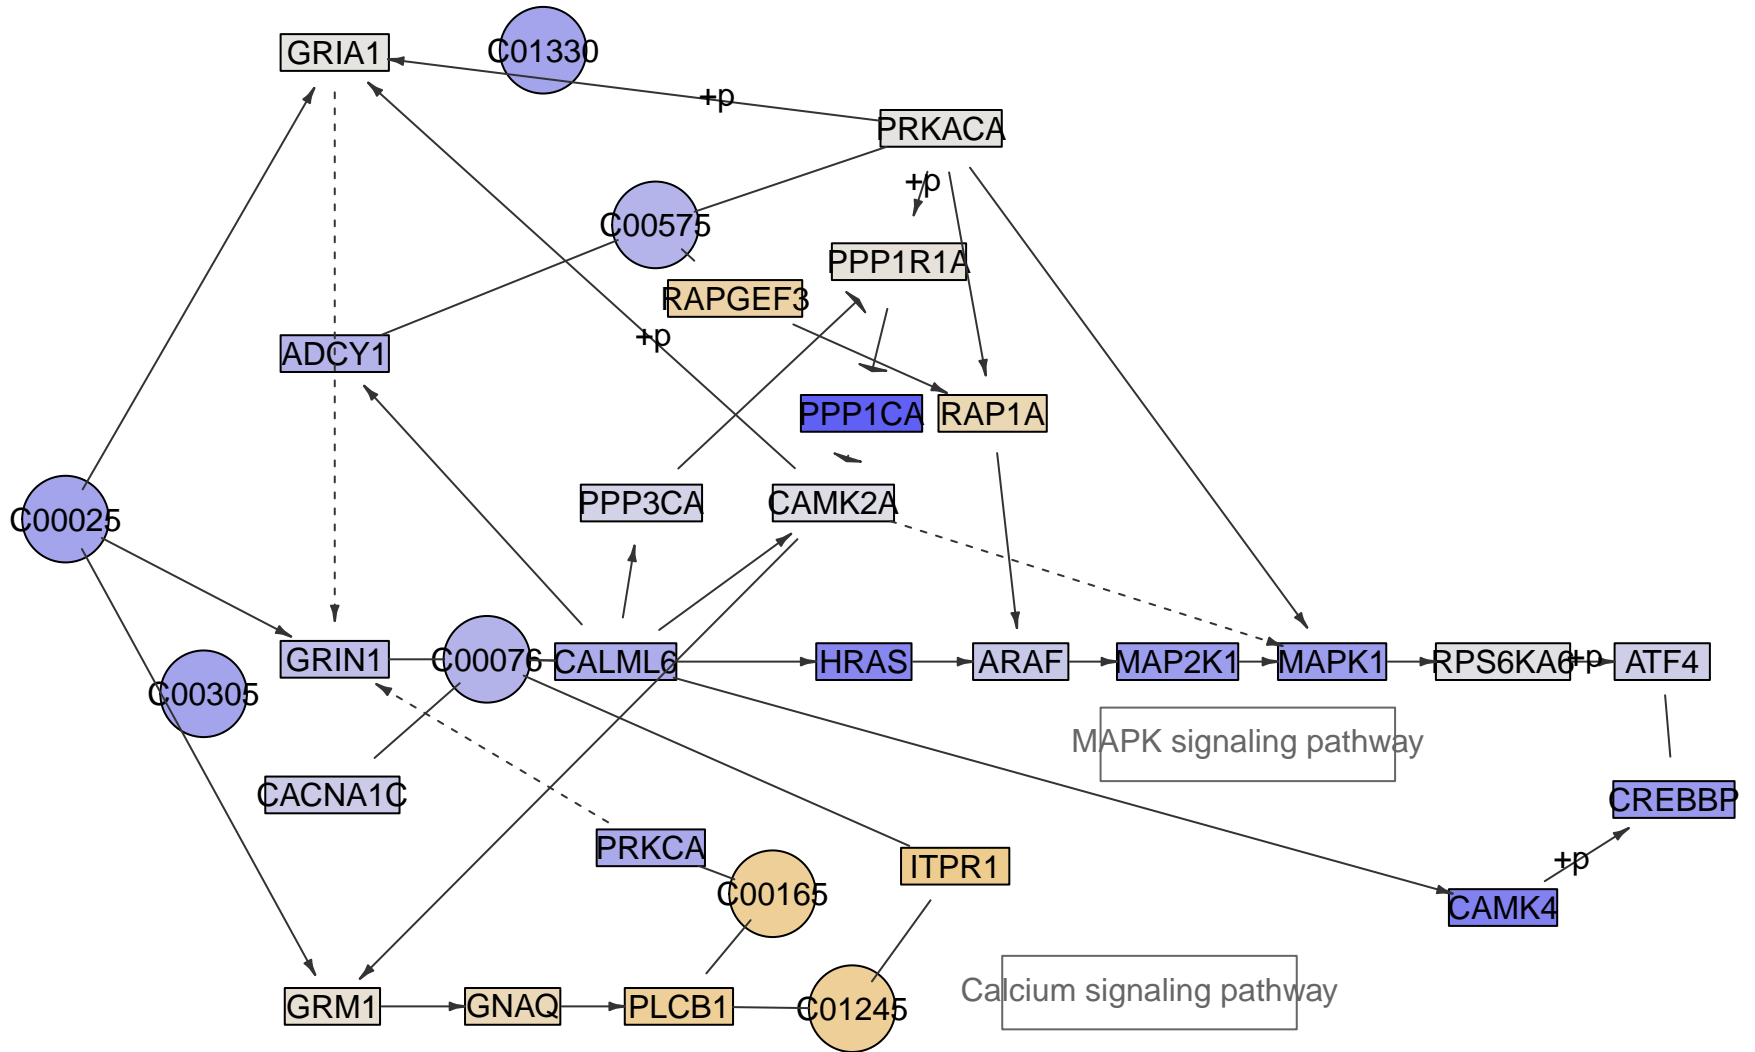 C01330
GRIA1
+p
PRKACA
+p
C00575
PPP1R1A
RAPGEF3
+p
ADCY1
PPP1CA
RAP1A
PPP3CA
CAMK2A
C00025
GRIN1
C00076
CALML6
HRAS
ARAF
MAP2K1
MAPK1
RPS6KA6
+p
ATF4
C00305
MAPK signaling pathway
CACNA1C
CREBBP
PRKCA
ITPR1
+p
C00165
CAMK4
Calcium signaling pathway
GRM1
GNAQ
PLCB1
C01245